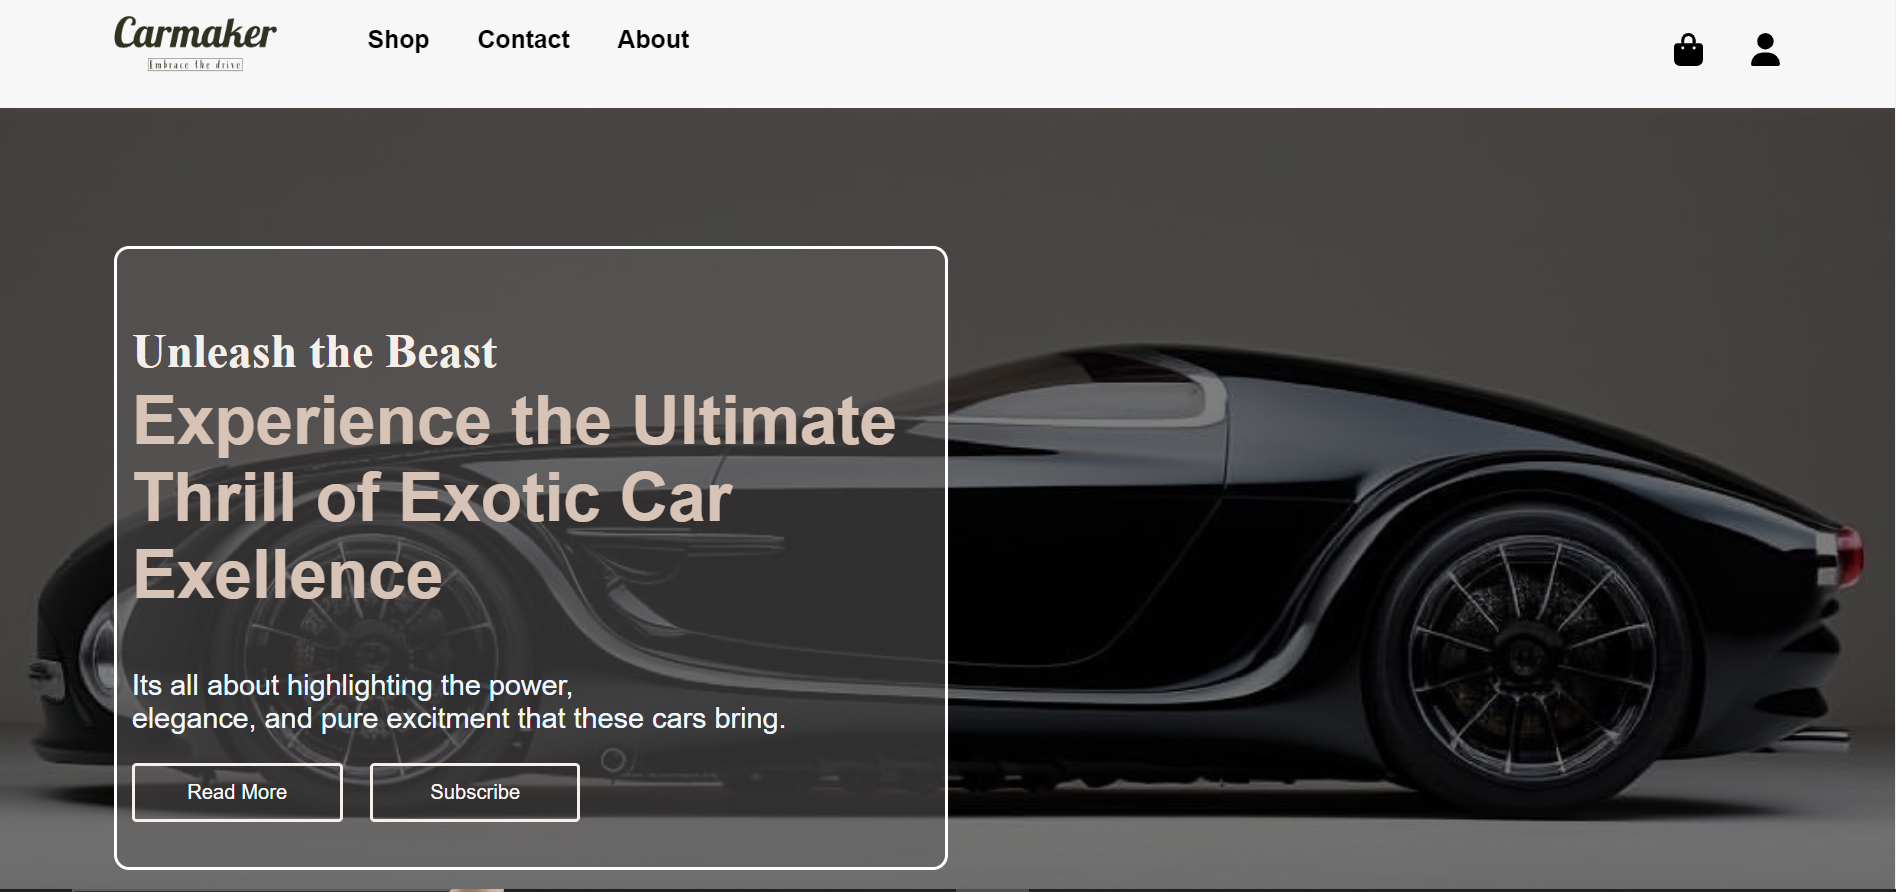 Carmaker
Embrace the drive
Shop
Contact
About
Unleash the Beast
Experience the Ultimate
Thrill of Exotic Car
Exellence
Its all about highlighting the power,
elegance, and pure excitment that these cars bring.
Read More
Subscribe